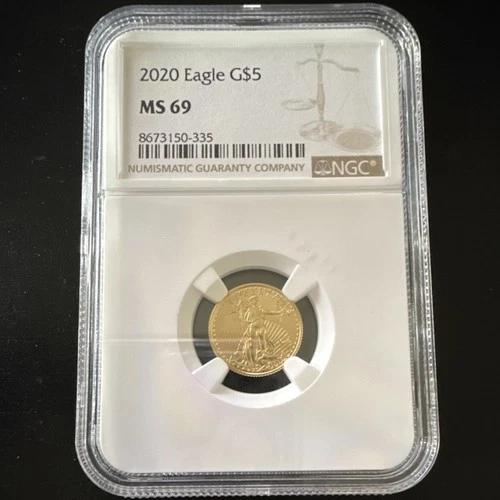 2020 Eagle G$5
MS 69
8673150-335
NUMISMATIC GUARANTY COMPANY NGC®